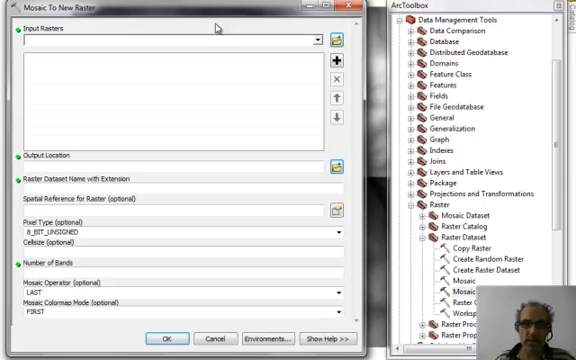 Mosaic To New Raster
Input Rasters
Output Location
Raster Dataset Name with Extension
Spatial Reference for Raster (optional)
Pixel Type (optional)
8_BIT_UNSIGNED
Cellsize (optional)
Number of Bands
Mosaic Operator (optional)
LAST
Mosaic Colormap Mode (optional)
FIRST
OK
Cancel
Environments...
Show Help >>
ArcToolbox
Data Management Tools
Data Comparison
Database
Distributed Geodatabase
Domains
Feature Class
Features
Fields
File Geodatabase
General
Generalization
Graph
Indexes
Joins
Layers and Table Views
Package
Projections and Transformations
Raster
Mosaic Dataset
Raster Catalog
Raster Dataset
Copy Raster
Create Random Raster
Create Raster Dataset
Mosaic
Mosaic
Raster
Raster
Raster